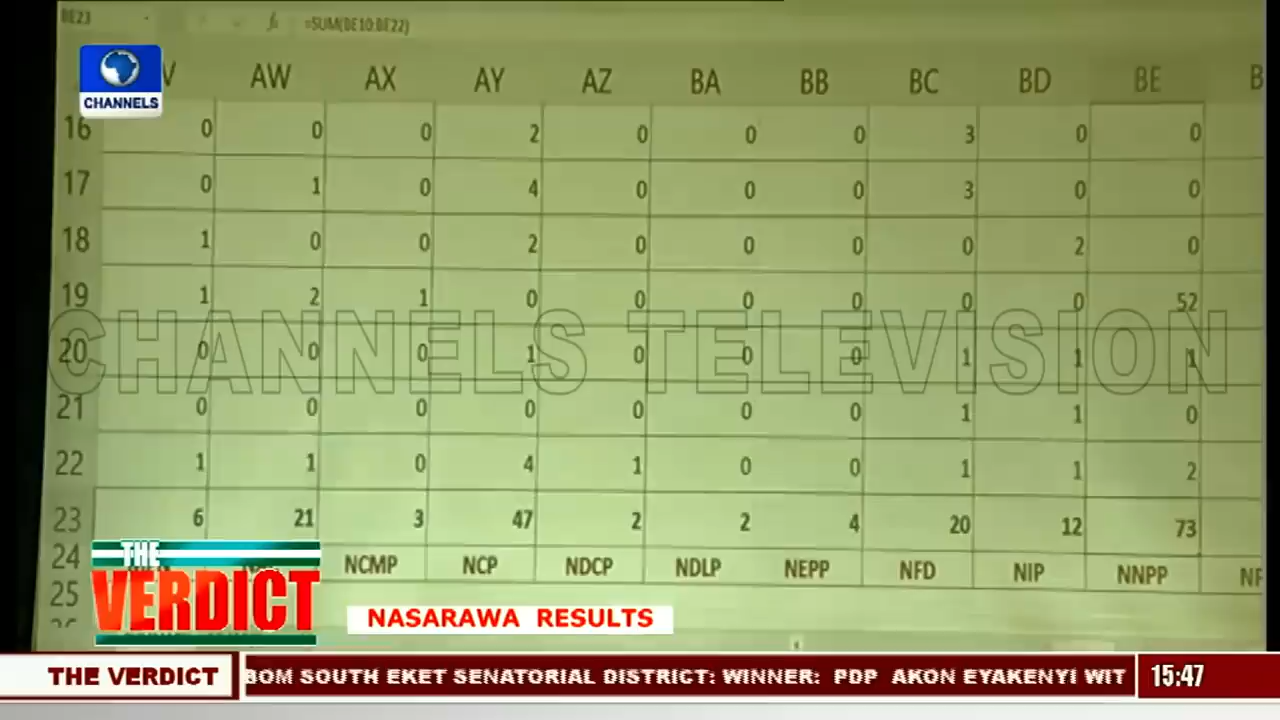 BE23 fx =SUM(BE10:BE22)
V AW AX AY AZ BA BB BC BD BE B
CHANNELS
16 0 0 0 2 0 0 0 3 0 0
17 0 1 0 4 0 0 0 3 0 0
18 1 0 0 2 0 0 0 0 2 0
19 1 2 1 0 0 0 0 0 0 52
CHANNELS TELEVISION
20 0 0 0 1 0 0 0 1 1 1
21 0 0 0 0 0 0 0 1 1 0
22 1 1 0 4 1 0 0 1 1 2
23 6 21 3 47 2 2 4 20 12 73
24 NCMP NCP NDCP NDLP NEPP NFD NIP NNPP NF
25
THE
VERDICT
NASARAWA RESULTS
THE VERDICT BOM SOUTH EKET SENATORIAL DISTRICT: WINNER: PDP AKON EYAKENYI WIT 15:47